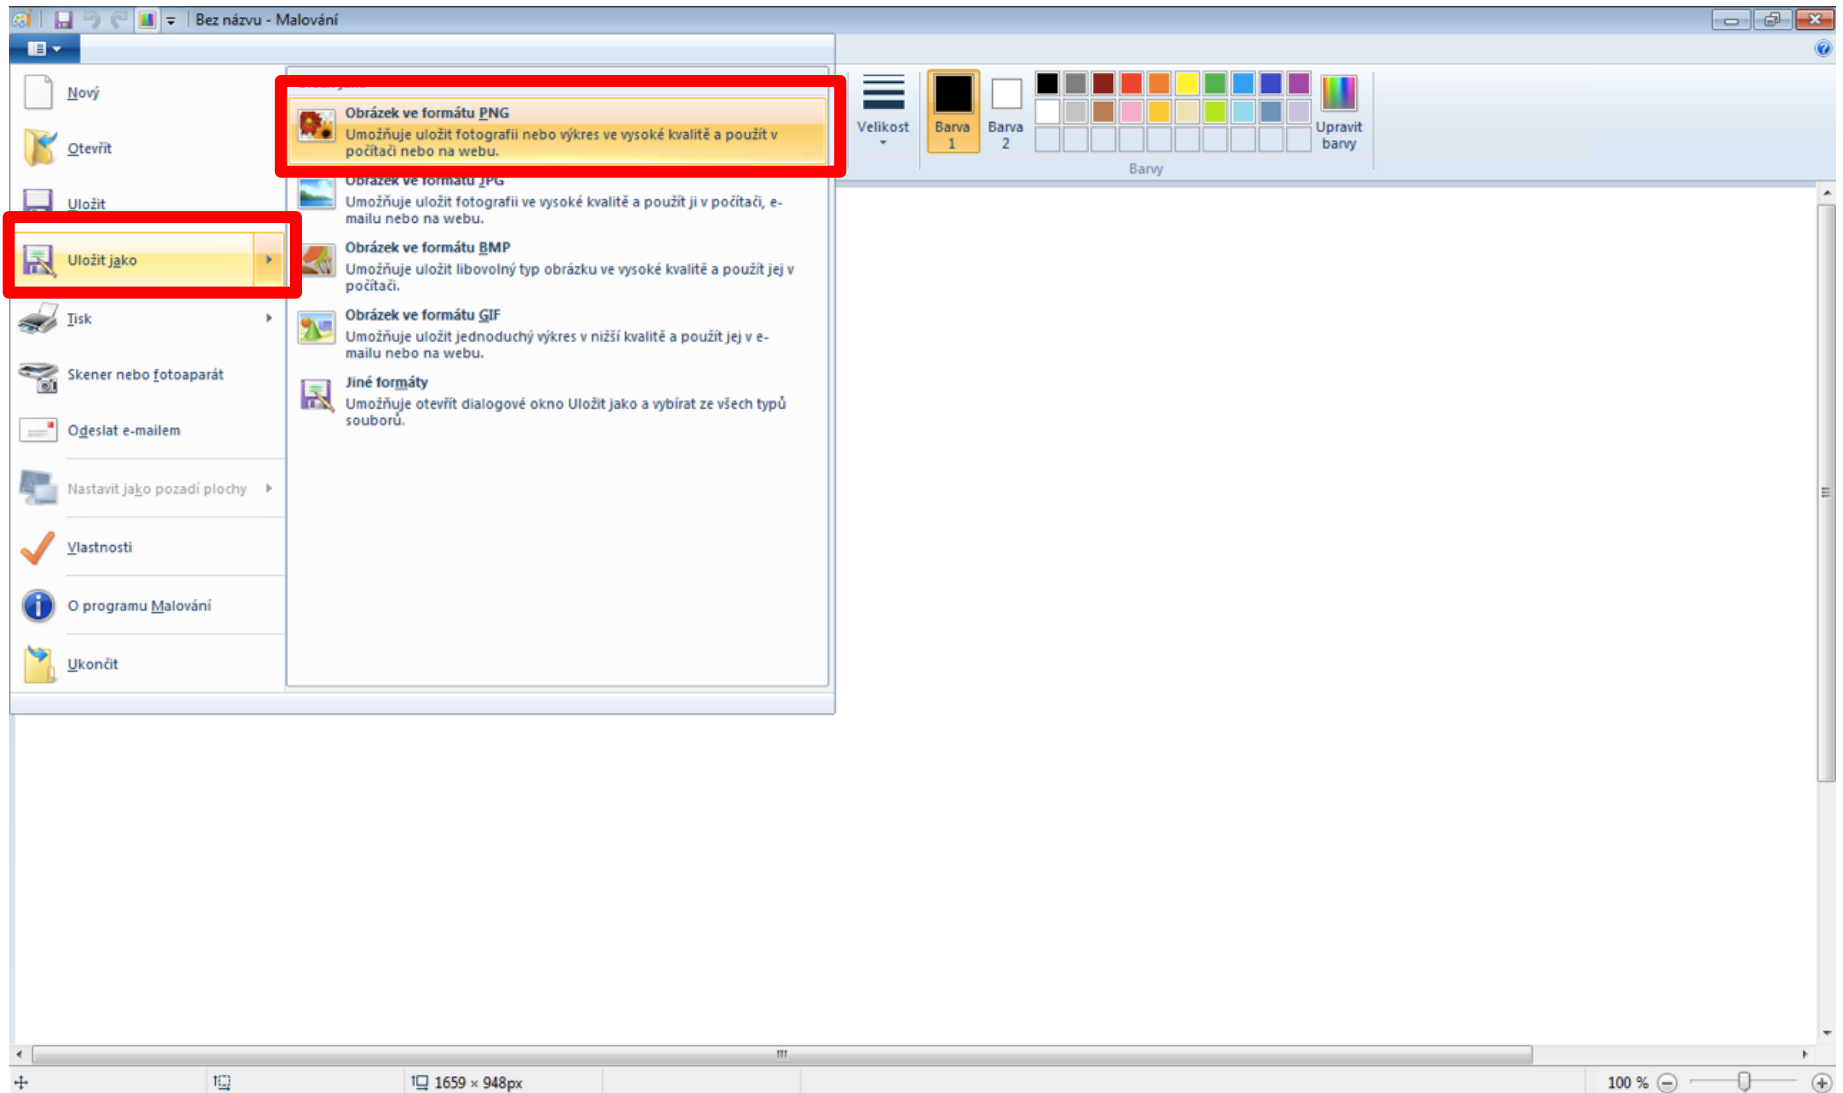 Bez názvu - Malování
Nový
Otevřít
Uložit
Uložit jako
Tisk
Skener nebo fotoaparát
Odeslat e-mailem
Nastavit jako pozadí plochy
Vlastnosti
O programu Malování
Ukončit
Obrázek ve formátu PNG
Umožňuje uložit fotografii nebo výkres ve vysoké kvalitě a použít v
počítači nebo na webu.
Obrázek ve formátu JPG
Umožňuje uložit fotografii ve vysoké kvalitě a použít ji v počítači, e-
mailu nebo na webu.
Obrázek ve formátu BMP
Umožňuje uložit libovolný typ obrázku ve vysoké kvalitě a použít jej v
počítači.
Obrázek ve formátu GIF
Umožňuje uložit jednoduchý výkres v nižší kvalitě a použít jej v e-
mailu nebo na webu.
Jiné formáty
Umožňuje otevřít dialogové okno Uložit jako a vybírat ze všech typů
souborů.
Velikost
Barva
1
Barva
2
Upravit
barvy
Barvy
1659 × 948px
100 %